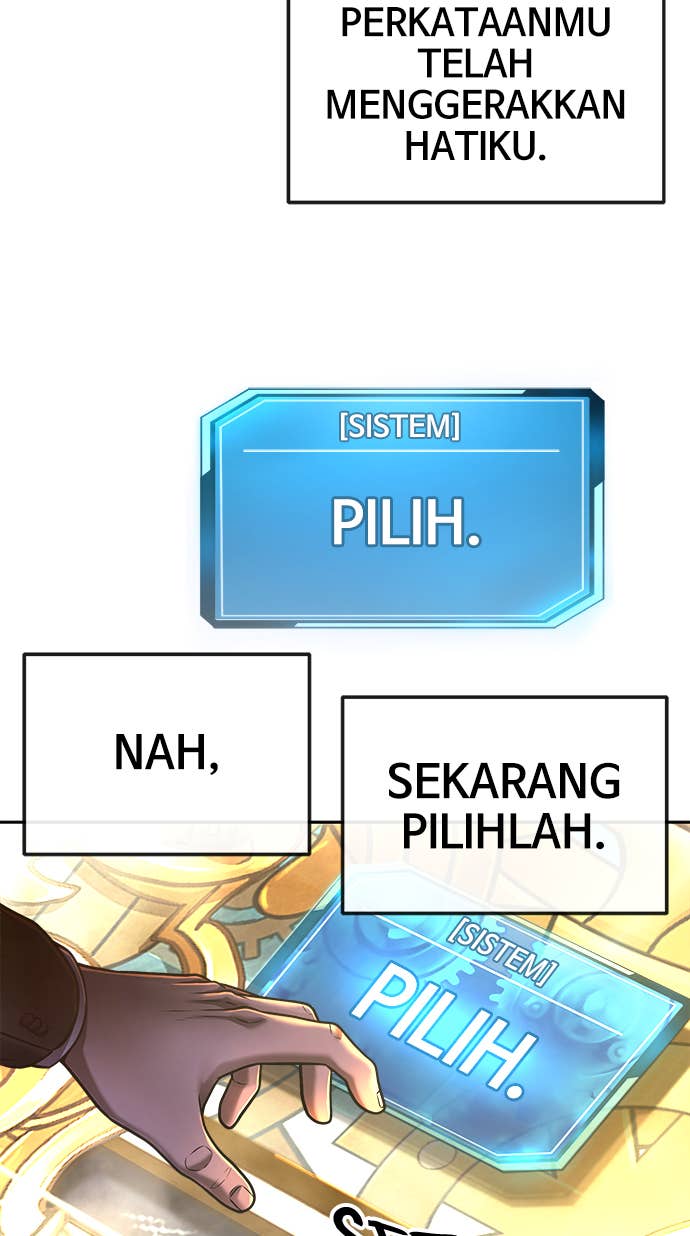 PERKATAANMU
TELAH
MENGGERAKKAN
HATIKU.
[SISTEM]
PILIH.
NAH,
SEKARANG
PILIHLAH.
[SISTEM]
PILIH.